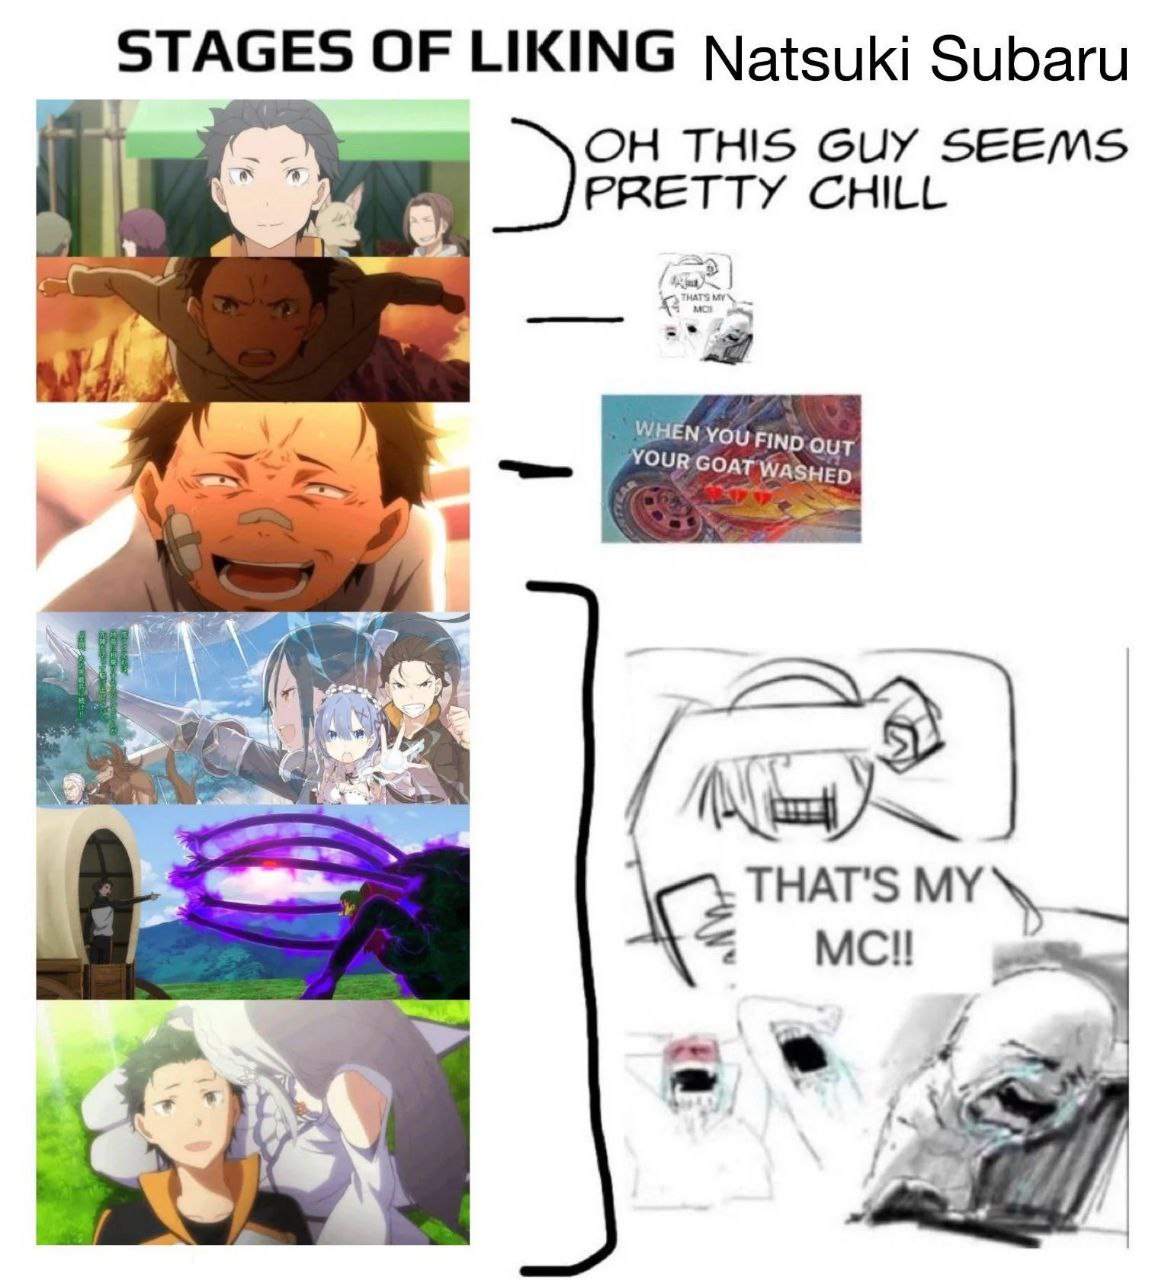 STAGES OF LIKING Natsuki Subaru
OH THIS GUY SEEMS
PRETTY CHILL
THAT'S MY
MC!!
WHEN YOU FIND OUT
YOUR GOAT WASHED
THAT'S MY
MC!!